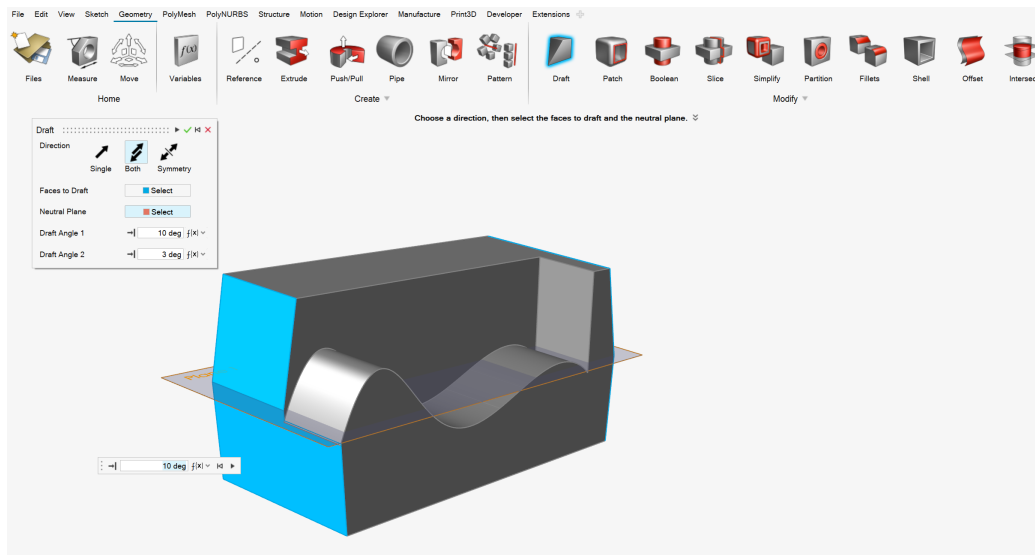 File Edit View Sketch Geometry PolyMesh PolyNURBS Structure Motion Design Explorer Manufacture Print3D Developer Extensions
f(x)
Files Measure Move Variables Reference Extrude Push/Pull Pipe Mirror Pattern Draft Patch Boolean Slice Simplify Partition Fillets Shell Offset Intersec
Home Create Modify
Choose a direction, then select the faces to draft and the neutral plane.
Draft
Direction
Single Both Symmetry
Faces to Draft Select
Neutral Plane Select
Draft Angle 1 10 deg f(x)
Draft Angle 2 3 deg f(x)
10 deg f(x)